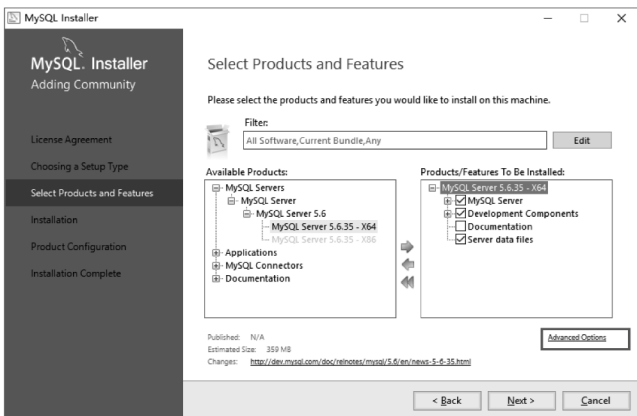 MySQL Installer
MySQL. Installer
Adding Community
License Agreement
Choosing a Setup Type
Select Products and Features
Installation
Product Configuration
Installation Complete
Select Products and Features
Please select the products and features you would like to install on this machine.
Filter:
All Software,Current Bundle,Any
Edit
Available Products:
MySQL Servers
MySQL Server
MySQL Server 5.6
MySQL Server 5.6.35 - X64
MySQL Server 5.6.35 - X86
Applications
MySQL Connectors
Documentation
Products/Features To Be Installed:
MySQL Server 5.6.35 - X64
MySQL Server
Development Components
Documentation
Server data files
Published: N/A
Estimated Size: 359 MB
Changes: http://dev.mysql.com/doc/relnotes/mysql/5.6/en/news-5-6-35.html
Advanced Options
< Back
Next >
Cancel